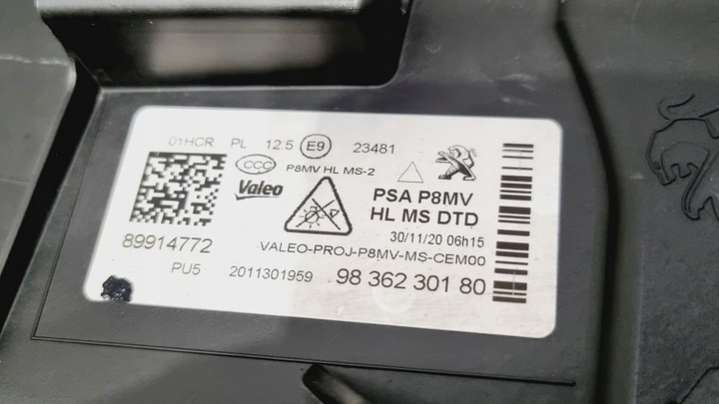 01HCR PL 12.5 E9 23481
CCC P8MV HL MS-2
Valeo
PSA P8MV
HL MS DTD
30/11/20 06h15
89914772
VALEO-PROJ-P8MV-MS-CEM00
PU5 2011301959 98 362 301 80